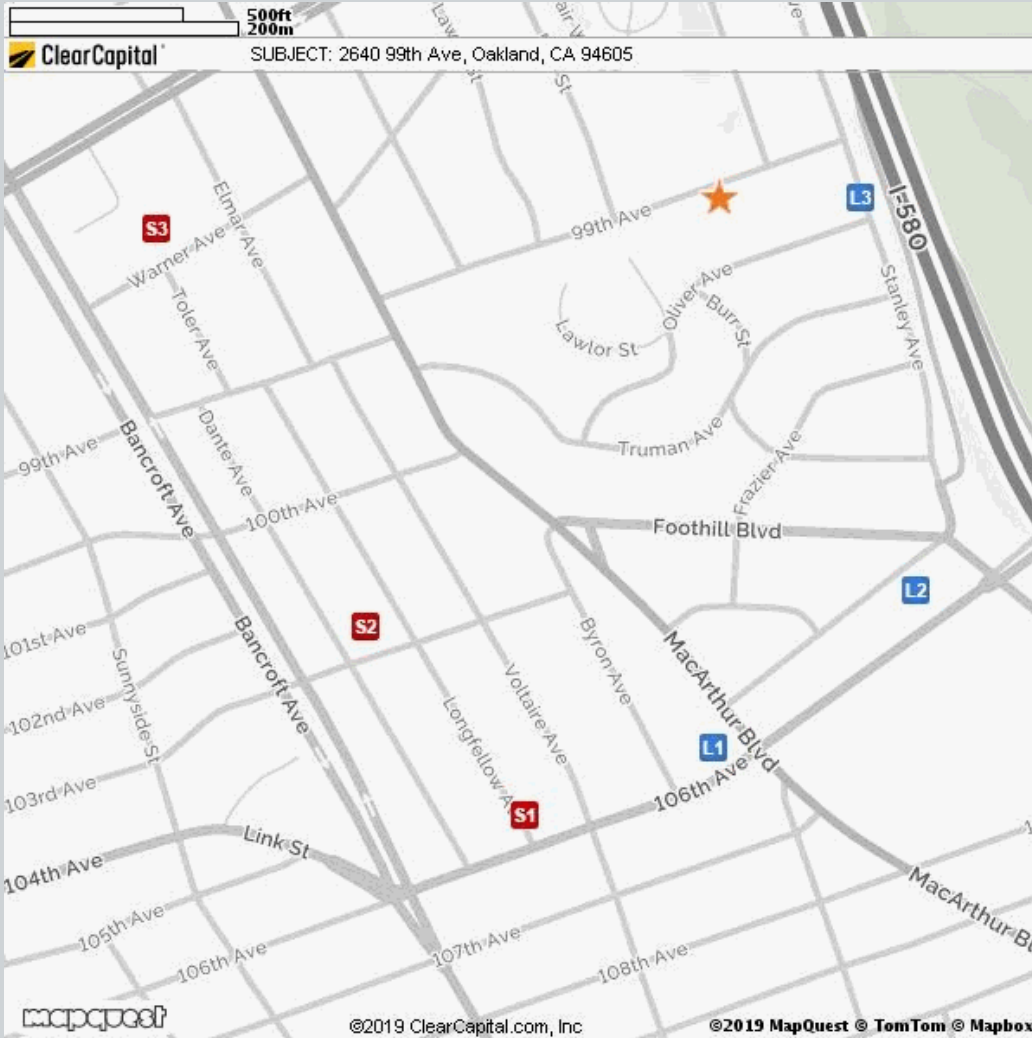 500ft
200m
ClearCapital
SUBJECT: 2640 99th Ave, Oakland, CA 94605
St
St
L3
I-580
S3
Elmar Ave
Warner Ave
99th Ave
Toler Ave
Oliver Ave
Burr St
Stanley Ave
Lawlor St
Dante Ave
Truman Ave
99th Ave
Bancroft Ave
Frazier Ave
100th Ave
Foothill Blvd
L2
S2
101st Ave
Bancroft Ave
Byron Ave
MacArthur Blvd
Sunnyside St
Voltaire Ave
102nd Ave
Longfellow A
L1
103rd Ave
106th Ave
S1
Link St
104th Ave
MacArthur Bl
105th Ave
106th Ave
107th Ave
108th Ave
mapquest
©2019 ClearCapital.com, Inc
©2019 MapQuest © TomTom © Mapbox